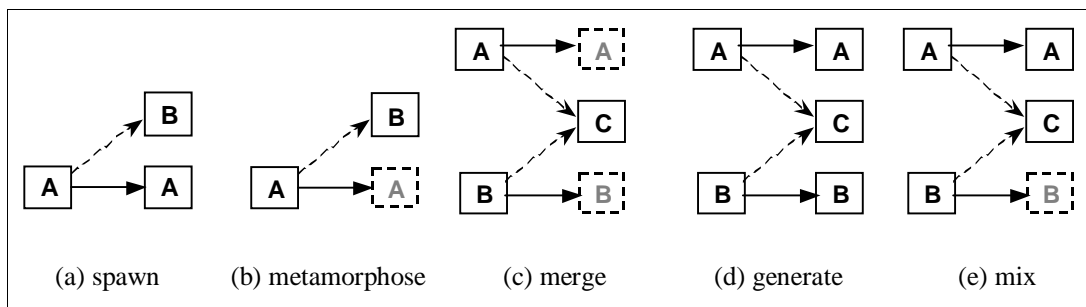 A A A A A A
B B C C C
A A A A B B B B B B
(a) spawn (b) metamorphose (c) merge (d) generate (e) mix